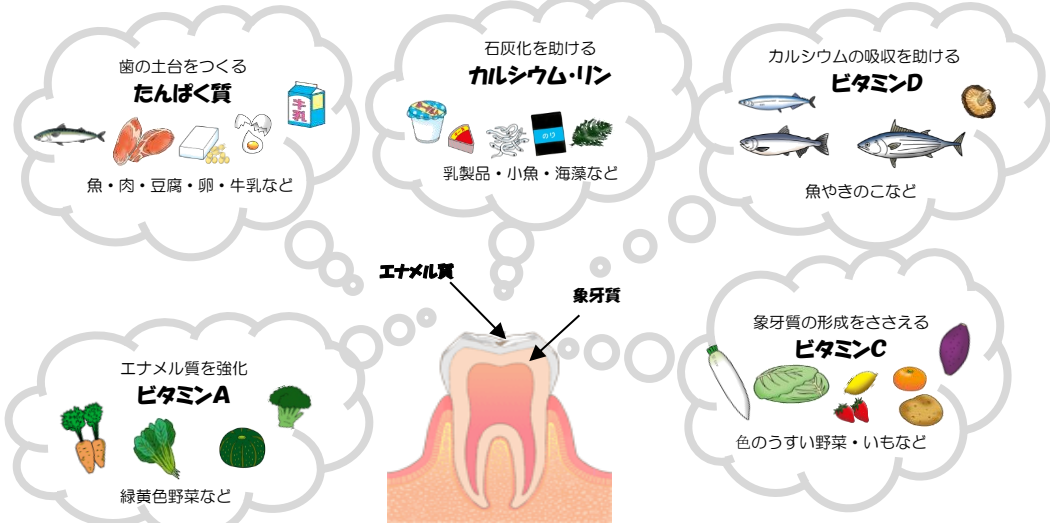 歯の土台をつくる
たんぱく質
牛乳
魚・肉・豆腐・卵・牛乳など
石灰化を助ける
カルシウム・リン
のり
乳製品・小魚・海藻など
カルシウムの吸収を助ける
ビタミンD
魚やきのこなど
エナメル質
象牙質
エナメル質を強化
ビタミンA
緑黄色野菜など
象牙質の形成をささえる
ビタミンC
色のうすい野菜・いもなど